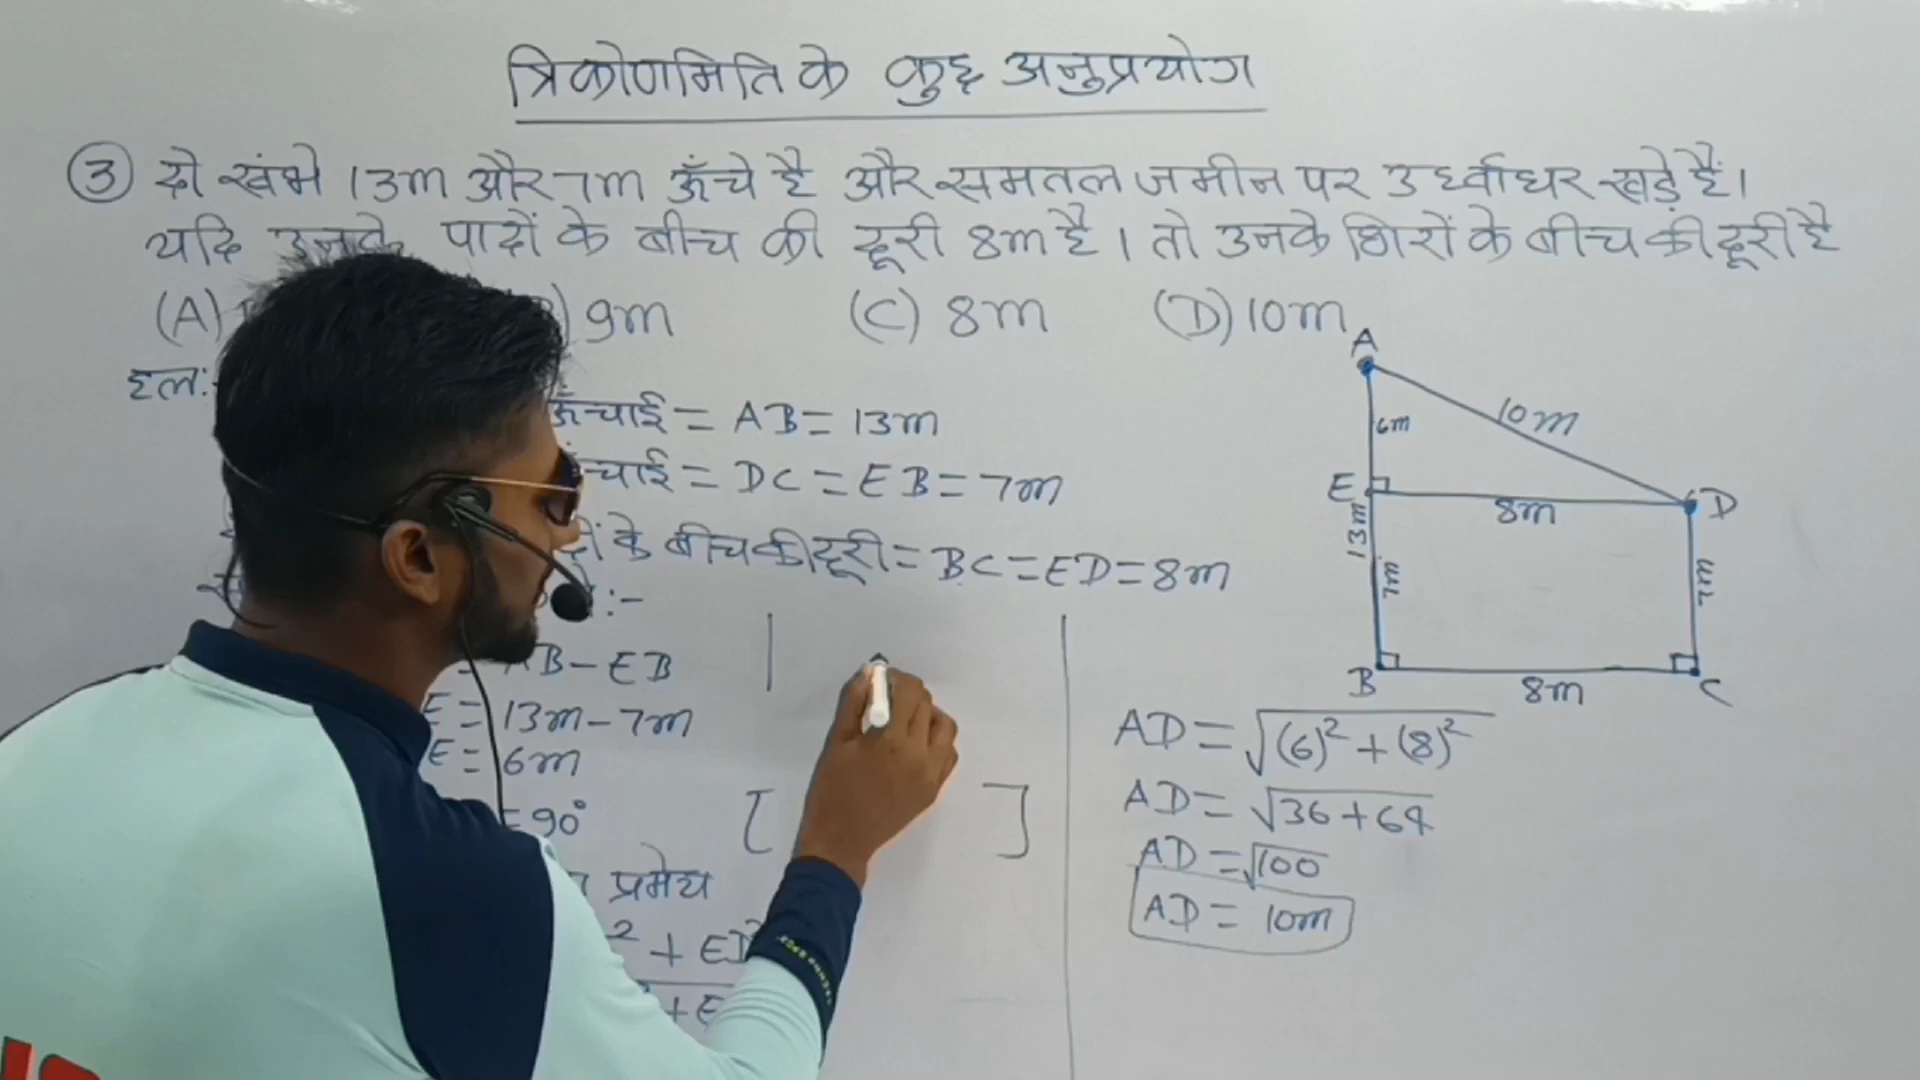 त्रिकोणमिति के कुछ अनुप्रयोग
③ दो खंभे 13m और 7m ऊँचे है और समतल जमीन पर उर्ध्वाधर खड़े हैं।
यदि उनके पादों के बीच की दूरी 8m है। तो उनके शिरों के बीच की दूरी है
(A) 9m (C) 8m (D) 10m
हल:-
ऊँचाई = AB = 13m
चाई = DC = EB = 7m
के बीच की दूरी = BC = ED = 8m
:-
B - EB
E = 13m - 7m
E = 6m
= 90°
[ ]
प्रमेय
2 + ED
+ E
A
6m
10m
E
8m
D
13m
7m
7m
B
8m
C
AD = √(6)² + (8)²
AD = √36 + 64
AD = √100
AD = 10m